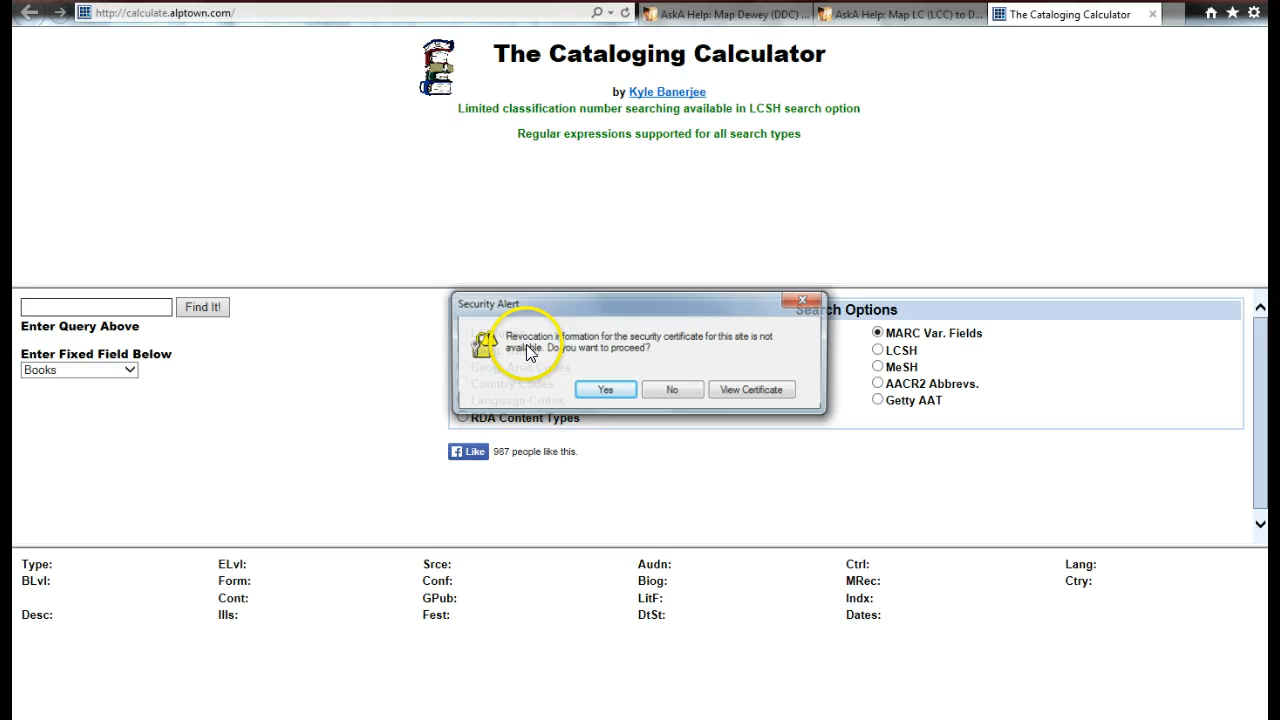 http://calculate.alptown.com/
AskA Help: Map Dewey (DDC) ...
AskA Help: Map LC (LCC) to D...
The Cataloging Calculator
The Cataloging Calculator
by Kyle Banerjee
Limited classification number searching available in LCSH search option
Regular expressions supported for all search types
Find It!
Enter Query Above
Enter Fixed Field Below
Books
Search Options
MARC Var. Fields
LCSH
MeSH
AACR2 Abbrevs.
Getty AAT
Security Alert
Revocation information for the security certificate for this site is not
available. Do you want to proceed?
Yes
No
View Certificate
Country Codes
Language Codes
RDA Content Types
Like
987 people like this.
Type:
ELvl:
Srce:
Audn:
Ctrl:
Lang:
BLvl:
Form:
Conf:
Biog:
MRec:
Ctry:
Cont:
GPub:
LitF:
Indx:
Desc:
Ills:
Fest:
DtSt:
Dates: